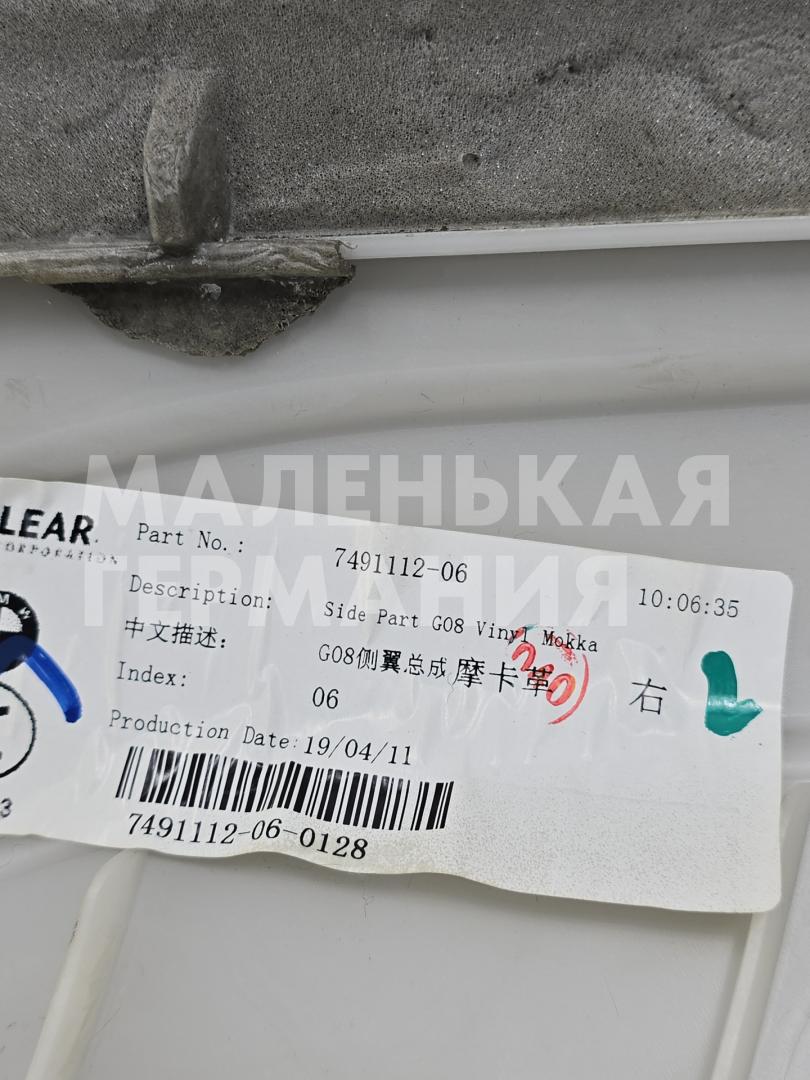 МАЛЕНЬКАЯ
ГЕРМАНИЯ
LEAR
CORPORATION
Part No.: 7491112-06 10:06:35
Description: Side Part G08 Vinyl Mokka
中文描述: G08侧翼总成摩卡革 右
Index: 06
Production Date: 19/04/11
7491112-06-0128
3